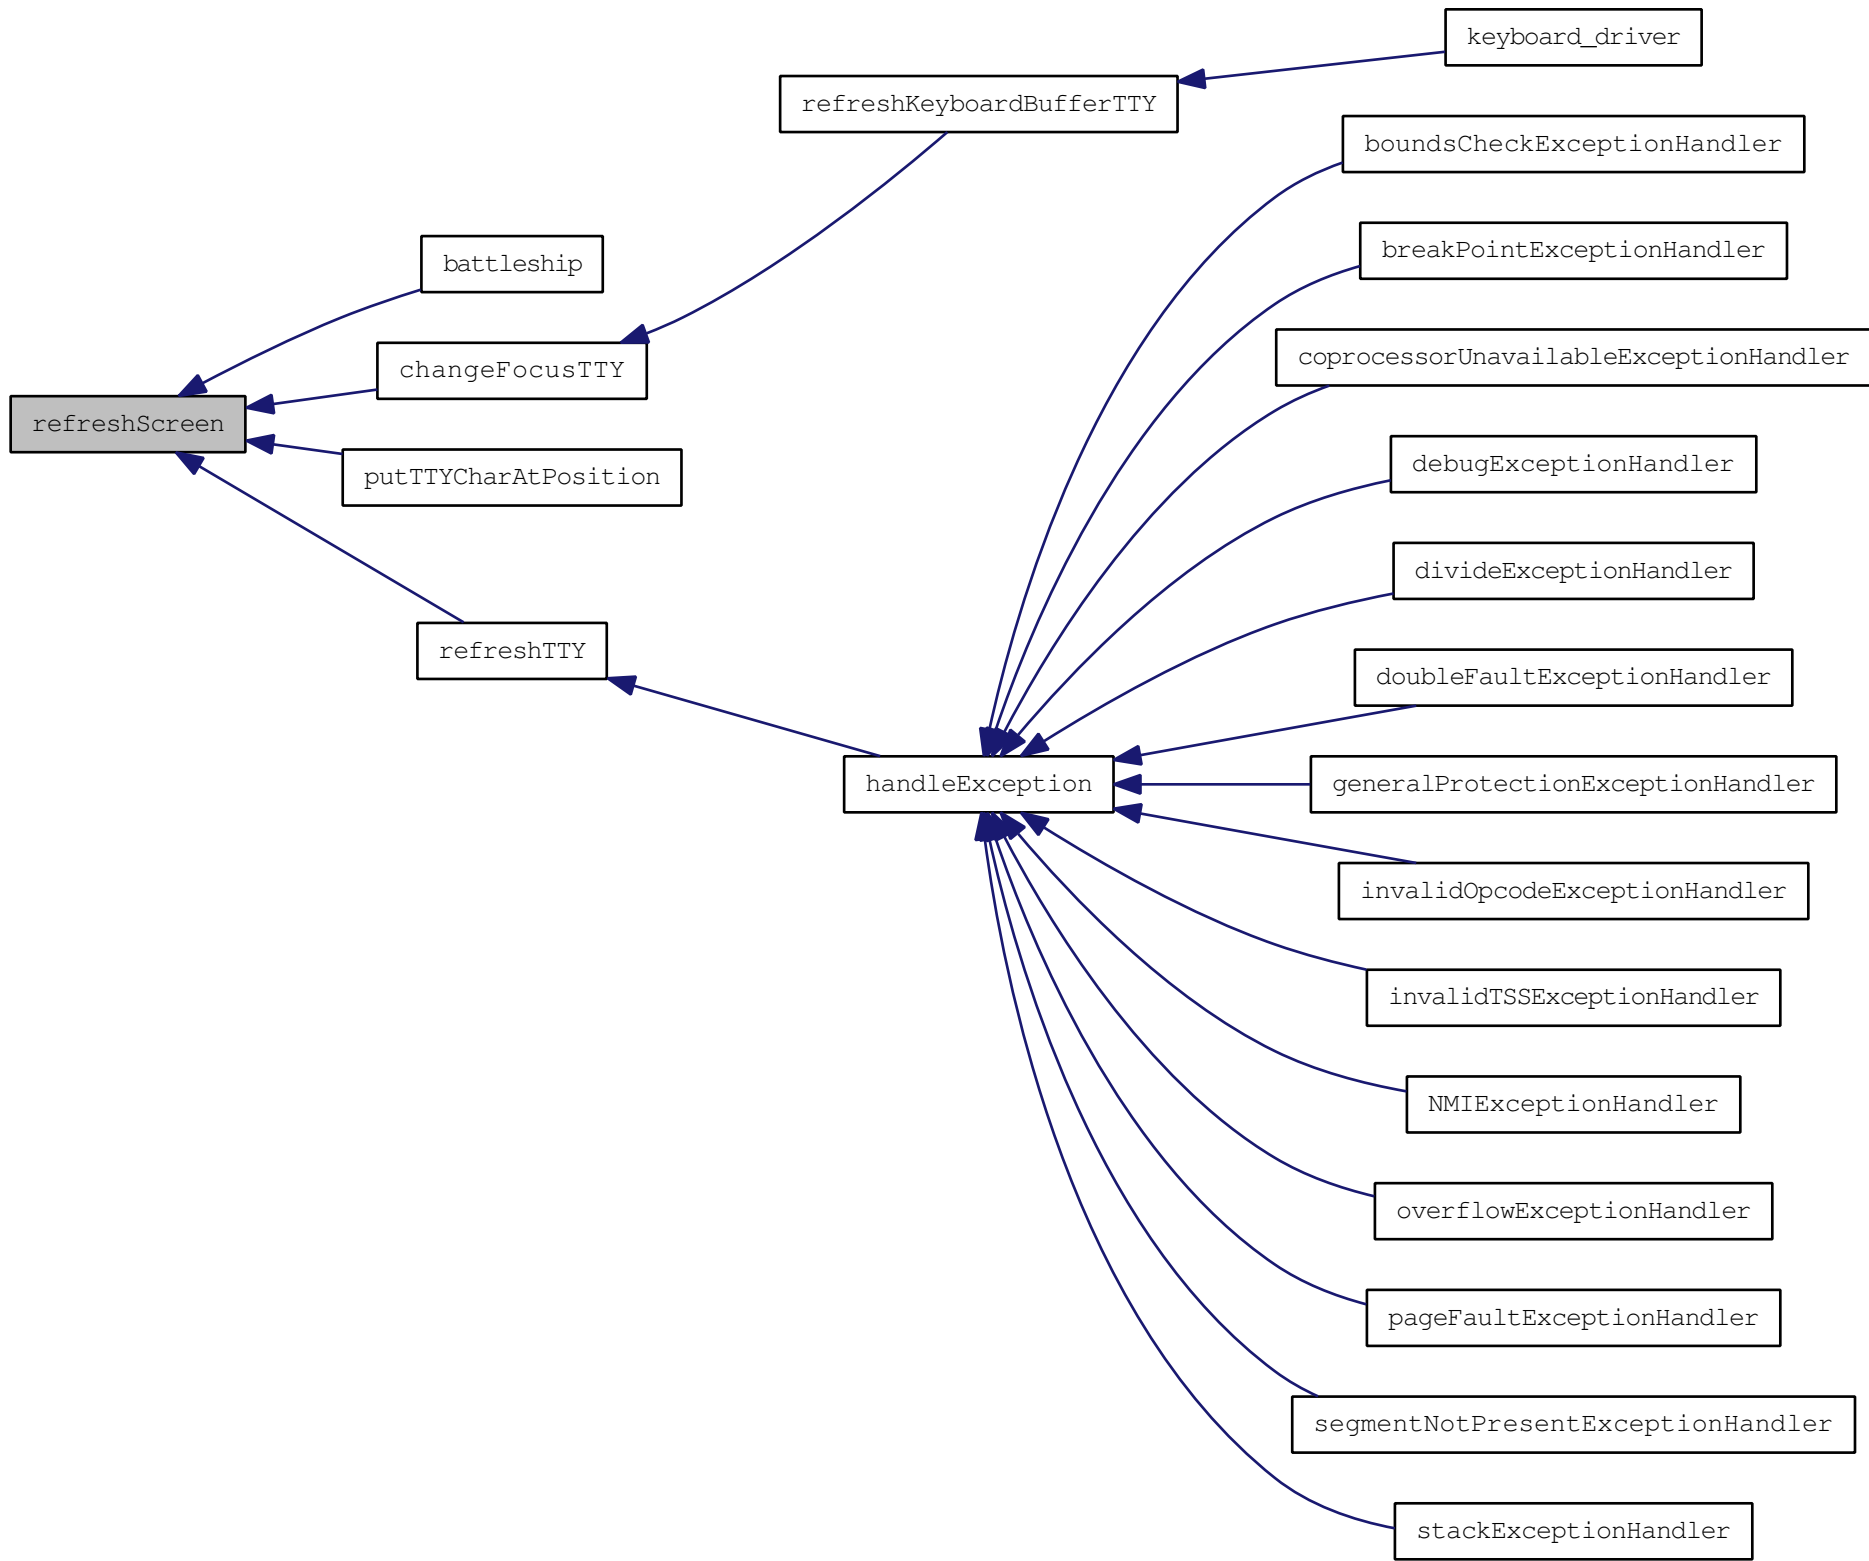 keyboard_driver
refreshKeyboardBufferTTY
boundsCheckExceptionHandler
breakPointExceptionHandler
battleship
coprocessorUnavailableExceptionHandler
changeFocusTTY
refreshScreen
debugExceptionHandler
putTTYCharAtPosition
divideExceptionHandler
refreshTTY
doubleFaultExceptionHandler
handleException
generalProtectionExceptionHandler
invalidOpcodeExceptionHandler
invalidTSSExceptionHandler
NMIExceptionHandler
overflowExceptionHandler
pageFaultExceptionHandler
segmentNotPresentExceptionHandler
stackExceptionHandler